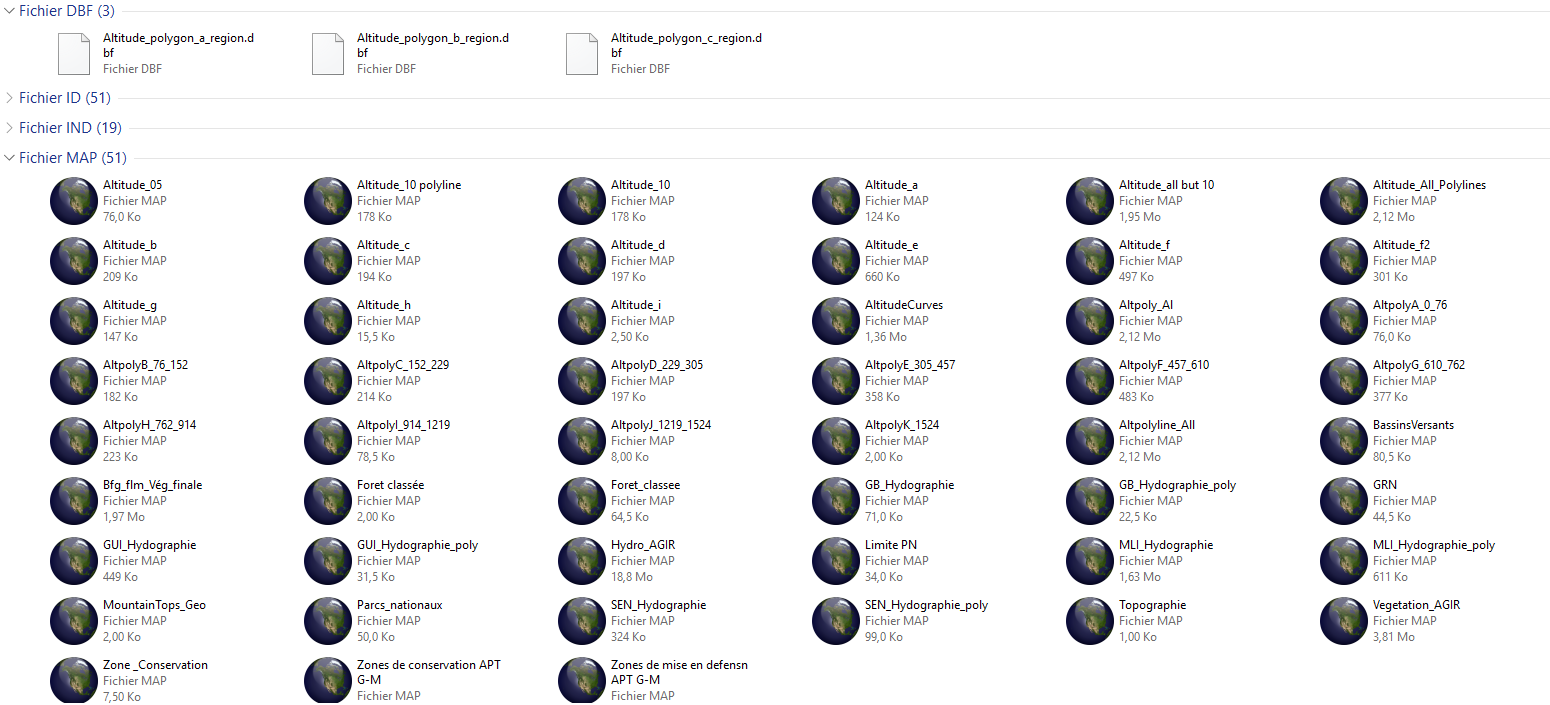 Fichier DBF (3)
Altitude_polygon_a_region.d
bf
Fichier DBF
Altitude_polygon_b_region.d
bf
Fichier DBF
Altitude_polygon_c_region.d
bf
Fichier DBF
Fichier ID (51)
Fichier IND (19)
Fichier MAP (51)
Altitude_05
Fichier MAP
76,0 Ko
Altitude_10 polyline
Fichier MAP
178 Ko
Altitude_10
Fichier MAP
178 Ko
Altitude_a
Fichier MAP
124 Ko
Altitude_all but 10
Fichier MAP
1,95 Mo
Altitude_All_Polylines
Fichier MAP
2,12 Mo
Altitude_b
Fichier MAP
209 Ko
Altitude_c
Fichier MAP
194 Ko
Altitude_d
Fichier MAP
197 Ko
Altitude_e
Fichier MAP
660 Ko
Altitude_f
Fichier MAP
497 Ko
Altitude_f2
Fichier MAP
301 Ko
Altitude_g
Fichier MAP
147 Ko
Altitude_h
Fichier MAP
15,5 Ko
Altitude_i
Fichier MAP
2,50 Ko
AltitudeCurves
Fichier MAP
1,36 Mo
Altpoly_Al
Fichier MAP
2,12 Mo
AltpolyA_0_76
Fichier MAP
76,0 Ko
AltpolyB_76_152
Fichier MAP
182 Ko
AltpolyC_152_229
Fichier MAP
214 Ko
AltpolyD_229_305
Fichier MAP
197 Ko
AltpolyE_305_457
Fichier MAP
358 Ko
AltpolyF_457_610
Fichier MAP
483 Ko
AltpolyG_610_762
Fichier MAP
377 Ko
AltpolyH_762_914
Fichier MAP
223 Ko
AltpolyI_914_1219
Fichier MAP
78,5 Ko
AltpolyJ_1219_1524
Fichier MAP
8,00 Ko
AltpolyK_1524
Fichier MAP
2,00 Ko
Altpolyline_All
Fichier MAP
2,12 Mo
BassinsVersants
Fichier MAP
80,5 Ko
Bfg_flm_Vég_finale
Fichier MAP
1,97 Mo
Foret classée
Fichier MAP
2,00 Ko
Foret_classee
Fichier MAP
64,5 Ko
GB_Hydographie
Fichier MAP
71,0 Ko
GB_Hydographie_poly
Fichier MAP
22,5 Ko
GRN
Fichier MAP
44,5 Ko
GUI_Hydographie
Fichier MAP
449 Ko
GUI_Hydographie_poly
Fichier MAP
31,5 Ko
Hydro_AGIR
Fichier MAP
18,8 Mo
Limite PN
Fichier MAP
34,0 Ko
MLI_Hydographie
Fichier MAP
1,63 Mo
MLI_Hydographie_poly
Fichier MAP
611 Ko
MountainTops_Geo
Fichier MAP
2,00 Ko
Parcs_nationaux
Fichier MAP
50,0 Ko
SEN_Hydographie
Fichier MAP
324 Ko
SEN_Hydographie_poly
Fichier MAP
99,0 Ko
Topographie
Fichier MAP
1,00 Ko
Vegetation_AGIR
Fichier MAP
3,81 Mo
Zone _Conservation
Fichier MAP
7,50 Ko
Zones de conservation APT
G-M
Fichier MAP
Zones de mise en defensn
APT G-M
Fichier MAP